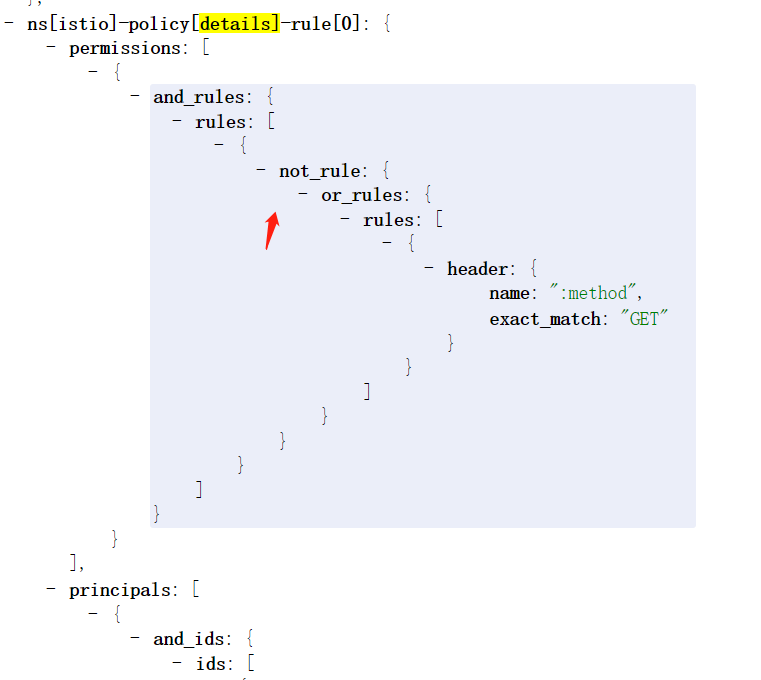 },
- ns[istio]-policy[details]-rule[0]: {
- permissions: [
- {
- and_rules: {
- rules: [
- {
- not_rule: {
- or_rules: {
- rules: [
- {
- header: {
name: ":method",
exact_match: "GET"
}
}
]
}
}
}
]
}
}
],
- principals: [
- {
- and_ids: {
- ids: [